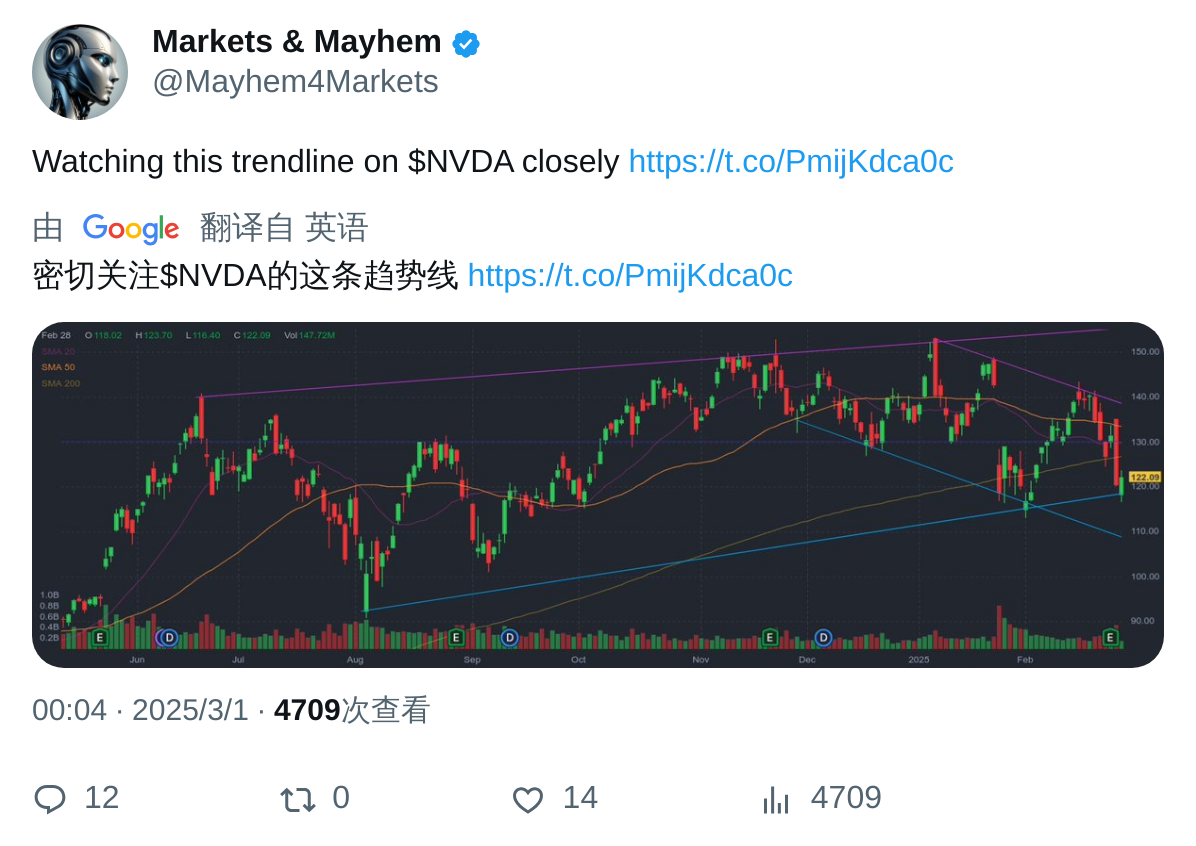 Markets & Mayhem
@Mayhem4Markets
Watching this trendline on $NVDA closely https://t.co/PmijKdca0c
由 Google 翻译自 英语
密切关注$NVDA的这条趋势线 https://t.co/PmijKdca0c
Feb 28 O 118.02 H 123.70 L 116.40 C 122.09 Vol 147.72M
SMA 20
SMA 50
SMA 200
150.00
140.00
130.00
122.09
120.00
110.00
100.00
90.00
1.0B
0.8B
0.6B
0.4B
0.2B
E D E D E D E
Jun Jul Aug Sep Oct Nov Dec 2025 Feb
00:04 · 2025/3/1 · 4709次查看
12 0 14 4709